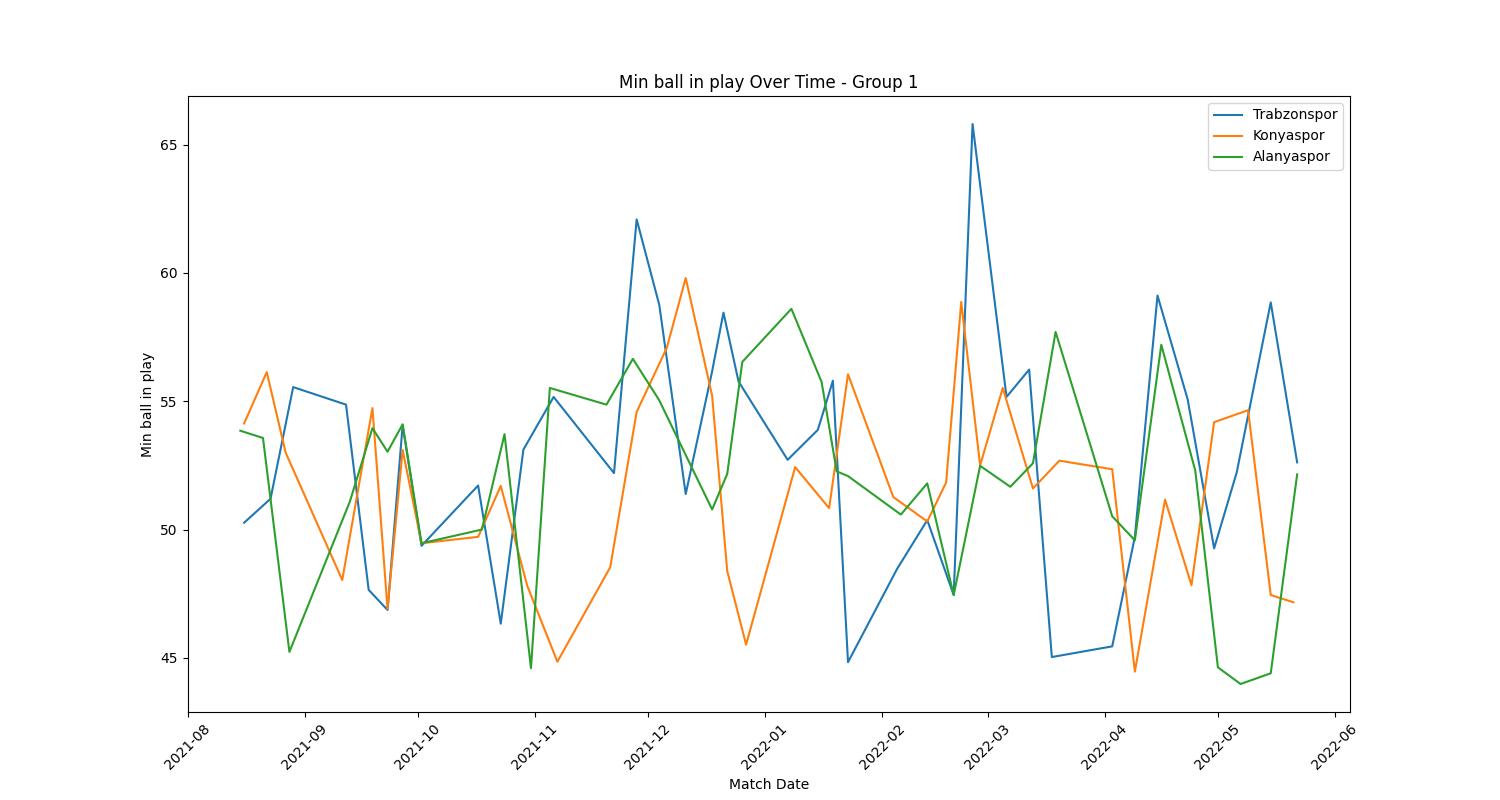 Min ball in play Over Time - Group 1
Trabzonspor
Konyaspor
Alanyaspor
Min ball in play
65
60
55
50
45
2021-08
2021-09
2021-10
2021-11
2021-12
2022-01
2022-02
2022-03
2022-04
2022-05
2022-06
Match Date